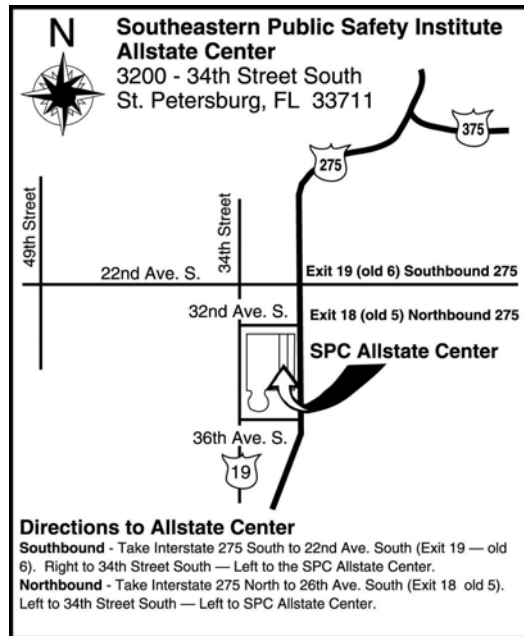 N
Southeastern Public Safety Institute
Allstate Center
3200 - 34th Street South
St. Petersburg, FL  33711
375
275
49th Street
34th Street
22nd Ave. S.
Exit 19 (old 6) Southbound 275
32nd Ave. S.
Exit 18 (old 5) Northbound 275
SPC Allstate Center
36th Ave. S.
19
Directions to Allstate Center
Southbound - Take Interstate 275 South to 22nd Ave. South (Exit 19 — old
6).  Right to 34th Street South — Left to the SPC Allstate Center.
Northbound - Take Interstate 275 North to 26th Ave. South (Exit 18  old 5).
Left to 34th Street South — Left to SPC Allstate Center.